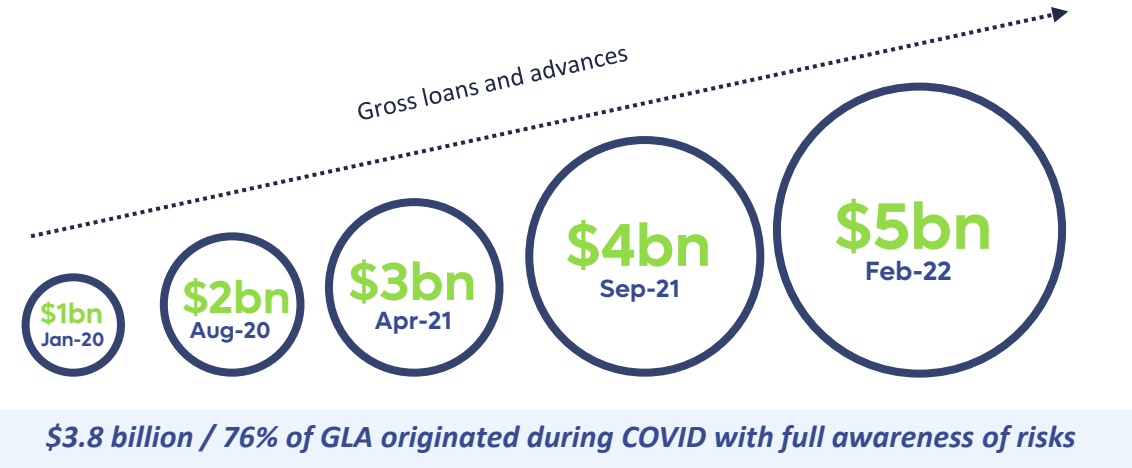 Gross loans and advances
$1bn
Jan-20
$2bn
Aug-20
$3bn
Apr-21
$4bn
Sep-21
$5bn
Feb-22
$3.8 billion / 76% of GLA originated during COVID with full awareness of risks